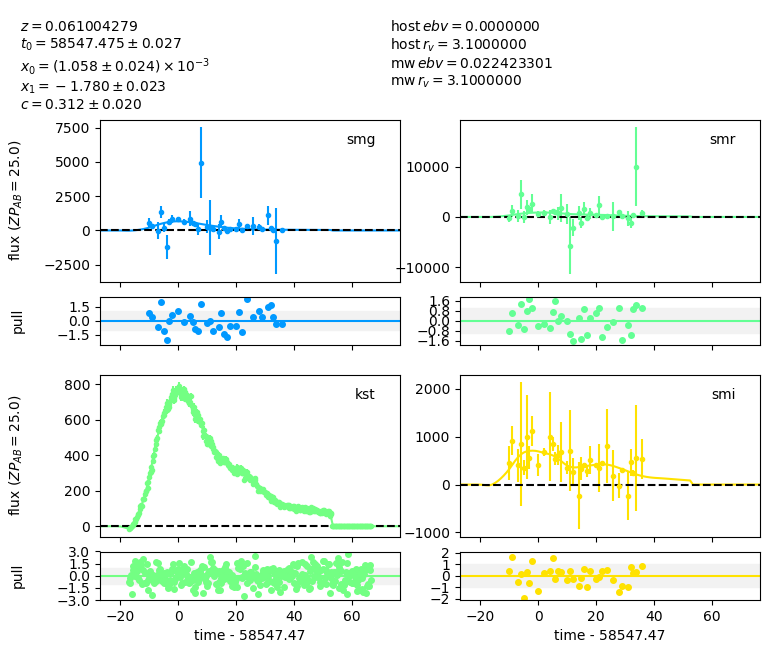 z = 0.061004279
t₀ = 58547.475 ± 0.027
x₀ = (1.058 ± 0.024) × 10⁻³
x₁ = −1.780 ± 0.023
c = 0.312 ± 0.020
host ebv = 0.0000000
host r_v = 3.1000000
mw ebv = 0.022423301
mw r_v = 3.1000000
flux (ZP_AB = 25.0)
7500
5000
2500
0
−2500
smg
10000
0
−10000
smr
pull
1.5
0.0
−1.5
1.6
0.8
0.0
−0.8
−1.6
flux (ZP_AB = 25.0)
800
600
400
200
0
kst
2000
1000
0
−1000
smi
pull
3.0
1.5
0.0
−1.5
−3.0
2
1
0
−1
−2
−20 0 20 40 60
−20 0 20 40 60
time - 58547.47
time - 58547.47